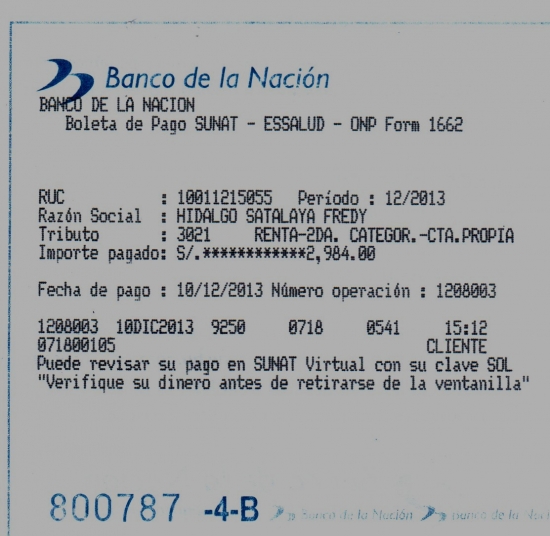 Banco de la Nación
BANCO DE LA NACION
Boleta de Pago SUNAT - ESSALUD - ONP Form 1662
RUC : 10011215055 Período : 12/2013
Razón Social : HIDALGO SATALAYA FREDY
Tributo : 3021 RENTA-2DA. CATEGOR.-CTA.PROPIA
Importe pagado: S/.************2,984.00
Fecha de pago : 10/12/2013 Número operación : 1208003
1208003 10DIC2013 9250 0718 0541 15:12
071800105 CLIENTE
Puede revisar su pago en SUNAT Virtual con su clave SOL
"Verifique su dinero antes de retirarse de la ventanilla"
800787 -4-B Banco de la Nación Banco de la Naci